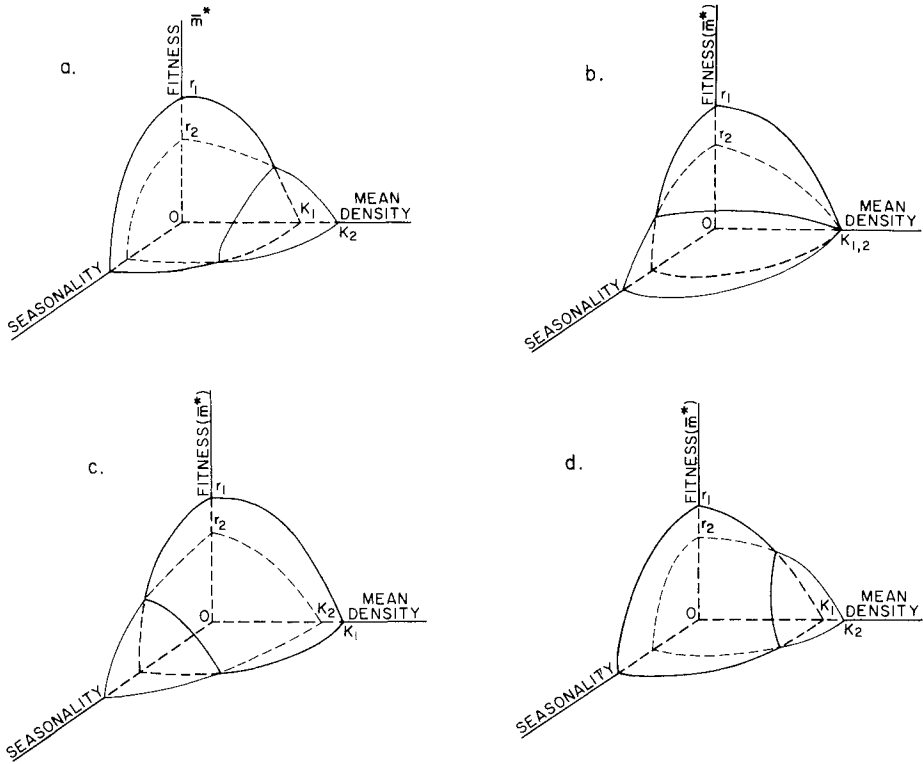 a.
FITNESS
m̅*
r1
r2
O
K1
MEAN
DENSITY
K2
SEASONALITY
b.
FITNESS(m̅*)
r1
r2
O
MEAN
DENSITY
K1,2
SEASONALITY
c.
FITNESS(m̅*)
r1
r2
O
K2
MEAN
DENSITY
K1
SEASONALITY
d.
FITNESS(m̅*)
r1
r2
O
K1
MEAN
DENSITY
K2
SEASONALITY